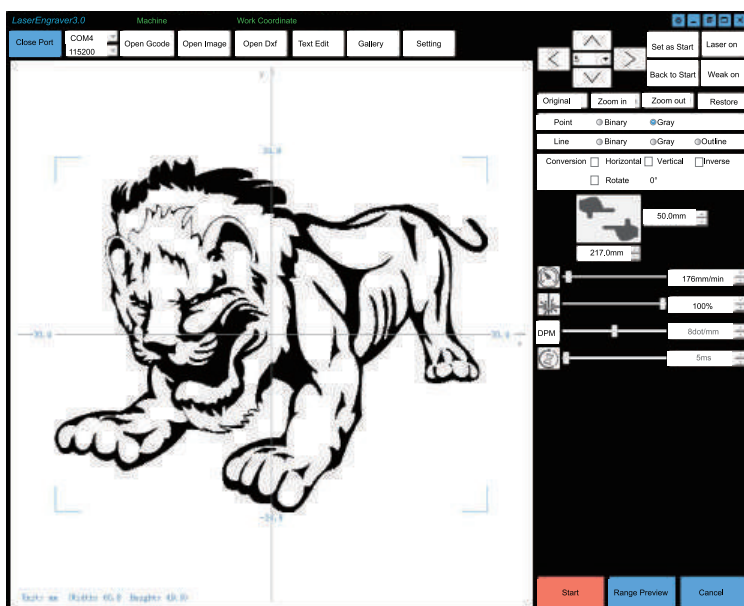 LaserEngraver3.0 Machine Work Coordinate
Close Port COM4 Open Gcode Open Image Open Dxf Text Edit Gallery Setting
115200
5 Set as Start Laser on
Back to Start Weak on
Original Zoom in Zoom out Restore
Point Binary Gray
Line Binary Gray Outline
Conversion Horizontal Vertical Inverse
Rotate 0°
50.0mm
217,0mm
176mm/min
100%
DPM 8dot/mm
5ms
Start Range Preview Cancel